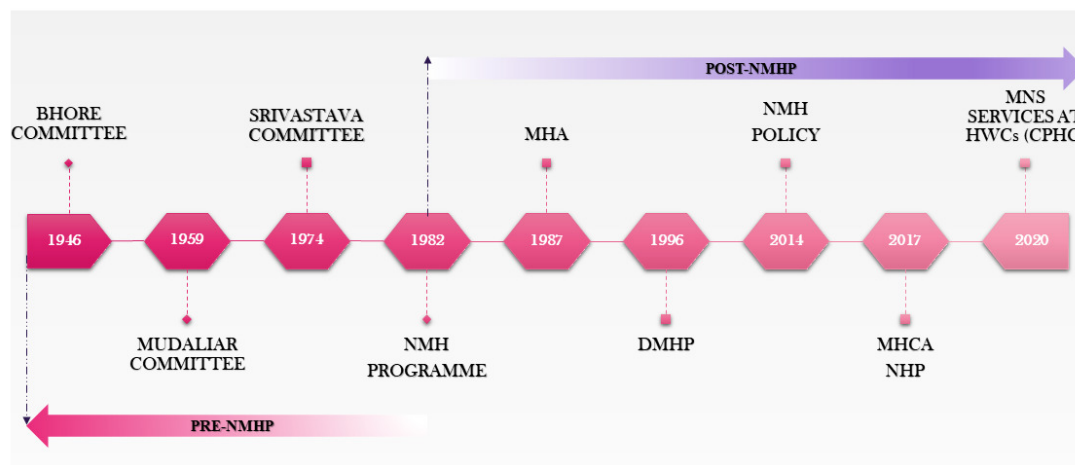 POST-NMHP
BHORE
COMMITTEE
SRIVASTAVA
COMMITTEE
MHA
NMH
POLICY
MNS
SERVICES AT
HWCs (CPHC
1946
1959
1974
1982
1987
1996
2014
2017
2020
MUDALIAR
COMMITTEE
NMH
PROGRAMME
DMHP
MHCA
NHP
PRE-NMHP